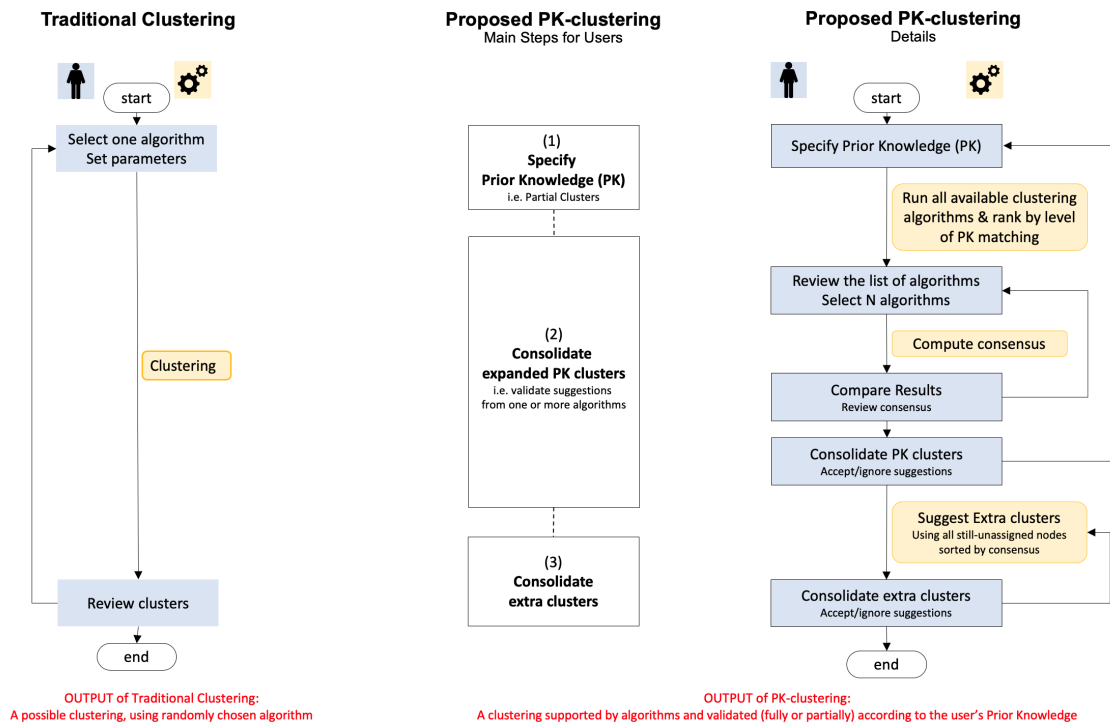 Traditional Clustering
start
Select one algorithm
Set parameters
Clustering
Review clusters
end
OUTPUT of Traditional Clustering:
A possible clustering, using randomly chosen algorithm
Proposed PK-clustering
Main Steps for Users
(1)
Specify
Prior Knowledge (PK)
i.e. Partial Clusters
(2)
Consolidate
expanded PK clusters
i.e. validate suggestions
from one or more algorithms
(3)
Consolidate
extra clusters
Proposed PK-clustering
Details
start
Specify Prior Knowledge (PK)
Run all available clustering
algorithms & rank by level
of PK matching
Review the list of algorithms
Select N algorithms
Compute consensus
Compare Results
Review consensus
Consolidate PK clusters
Accept/ignore suggestions
Suggest Extra clusters
Using all still-unassigned nodes
sorted by consensus
Consolidate extra clusters
Accept/ignore suggestions
end
OUTPUT of PK-clustering:
A clustering supported by algorithms and validated (fully or partially) according to the user's Prior Knowledge